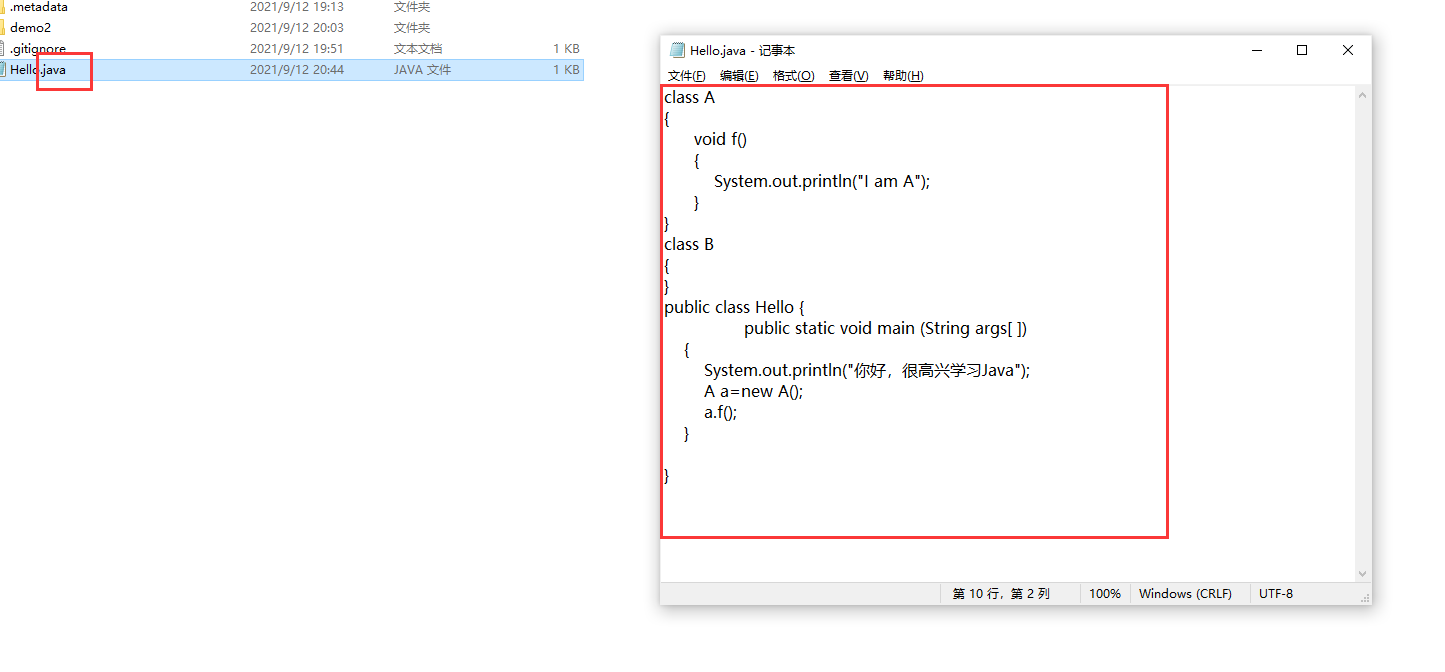 .metadata 2021/9/12 19:13 文件夹
demo2 2021/9/12 20:03 文件夹
.gitignore 2021/9/12 19:51 文本文档 1 KB
Hello.java 2021/9/12 20:44 JAVA 文件 1 KB
Hello.java - 记事本
文件(F) 编辑(E) 格式(O) 查看(V) 帮助(H)
class A
{
void f()
{
System.out.println("I am A");
}
}
class B
{
}
public class Hello {
public static void main (String args[ ])
{
System.out.println("你好，很高兴学习Java");
A a=new A();
a.f();
}
}
第 10 行，第 2 列 100% Windows (CRLF) UTF-8